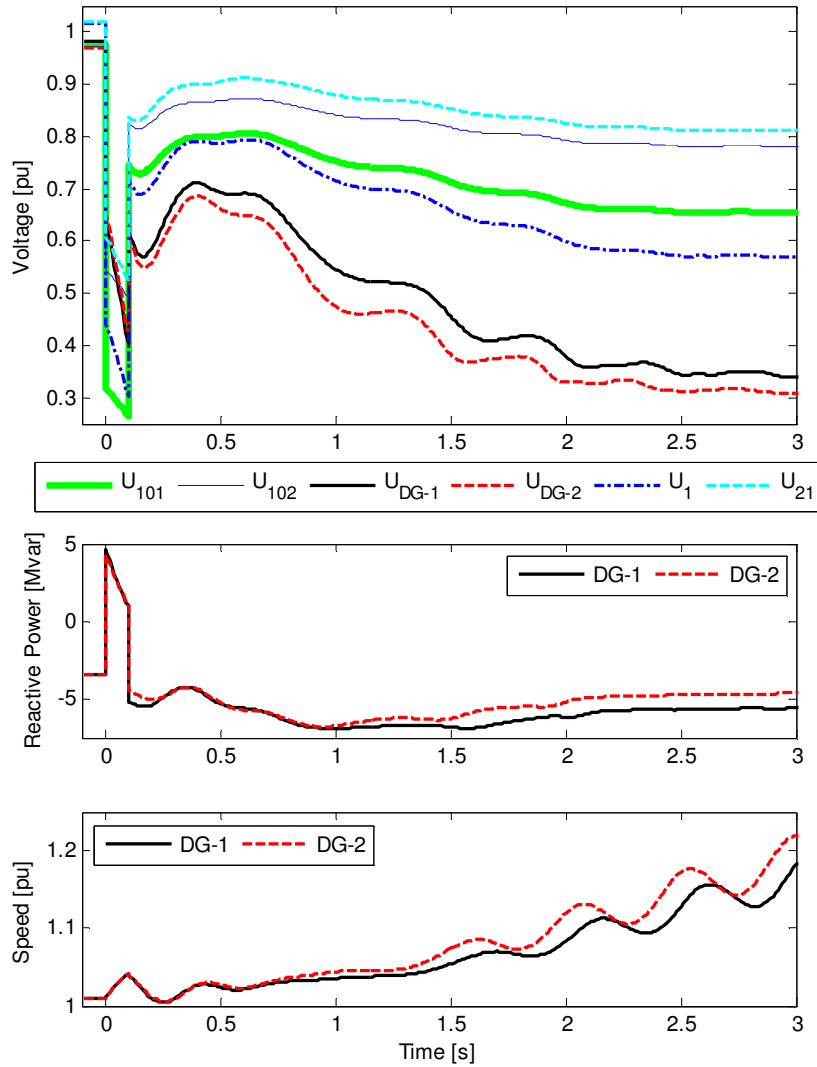 1
0.9
0.8
0.7
0.6
0.5
0.4
0.3
Voltage [pu]
0 0.5 1 1.5 2 2.5 3
U101 U102 UDG-1 UDG-2 U1 U21
5
0
-5
Reactive Power [Mvar]
DG-1 DG-2
0 0.5 1 1.5 2 2.5 3
1.2
1.1
1
Speed [pu]
DG-1 DG-2
0 0.5 1 1.5 2 2.5 3
Time [s]